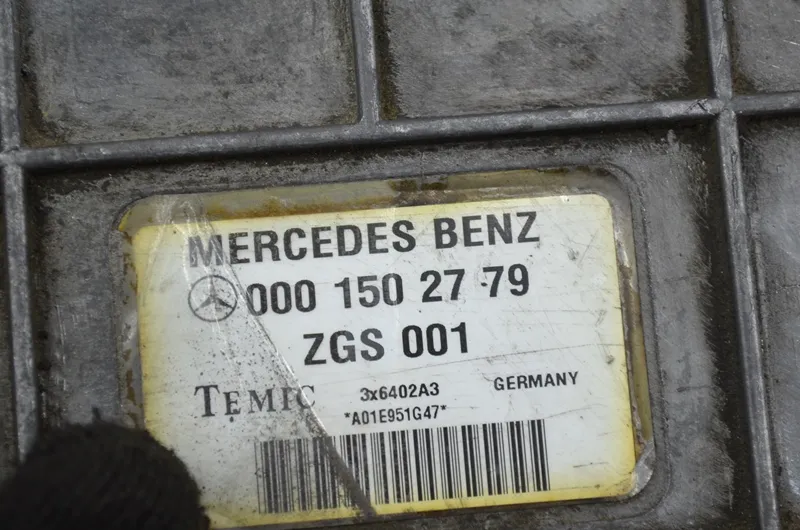 MERCEDES BENZ
000 150 27 79
ZGS 001
TEMIC 3x6402A3 GERMANY
*A01E951G47*